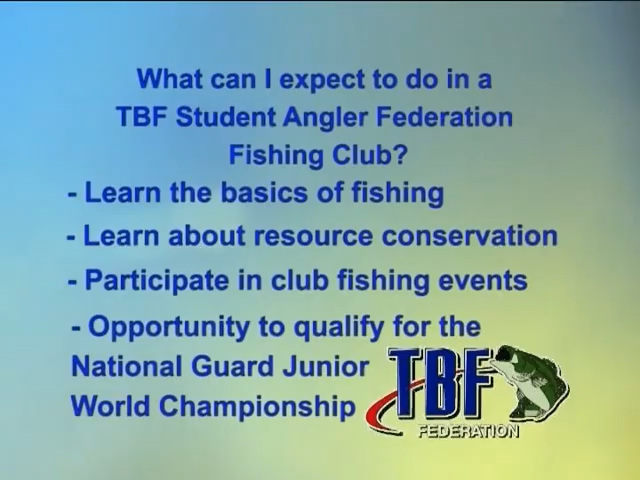 What can I expect to do in a
TBF Student Angler Federation
Fishing Club?
- Learn the basics of fishing
- Learn about resource conservation
- Participate in club fishing events
- Opportunity to qualify for the
National Guard Junior
World Championship
TBF
FEDERATION